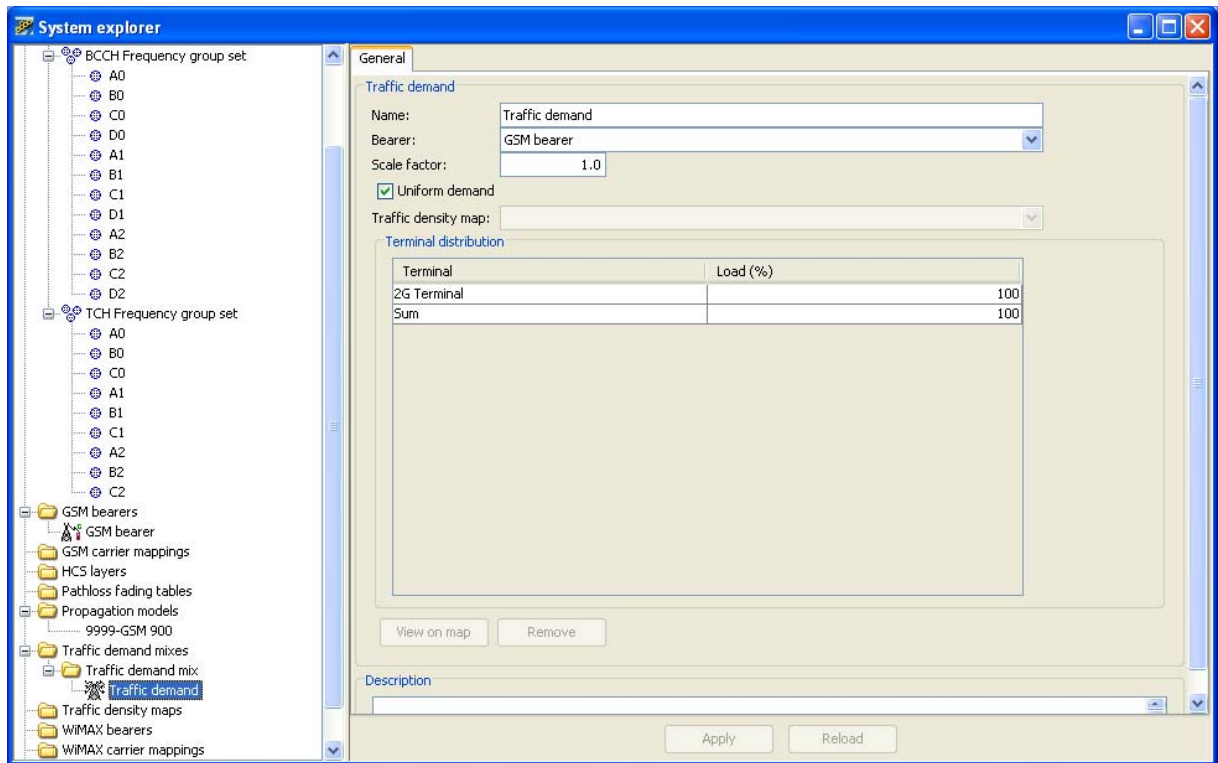 System explorer
BCCH Frequency group set
A0
B0
C0
D0
A1
B1
C1
D1
A2
B2
C2
D2
TCH Frequency group set
A0
B0
C0
A1
B1
C1
A2
B2
C2
GSM bearers
GSM bearer
GSM carrier mappings
HCS layers
Pathloss fading tables
Propagation models
9999-GSM 900
Traffic demand mixes
Traffic demand mix
Traffic demand
Traffic density maps
WiMAX bearers
WiMAX carrier mappings
General
Traffic demand
Name: Traffic demand
Bearer: GSM bearer
Scale factor: 1.0
Uniform demand
Traffic density map:
Terminal distribution
Terminal Load (%)
2G Terminal 100
Sum 100
View on map Remove
Description
Apply Reload